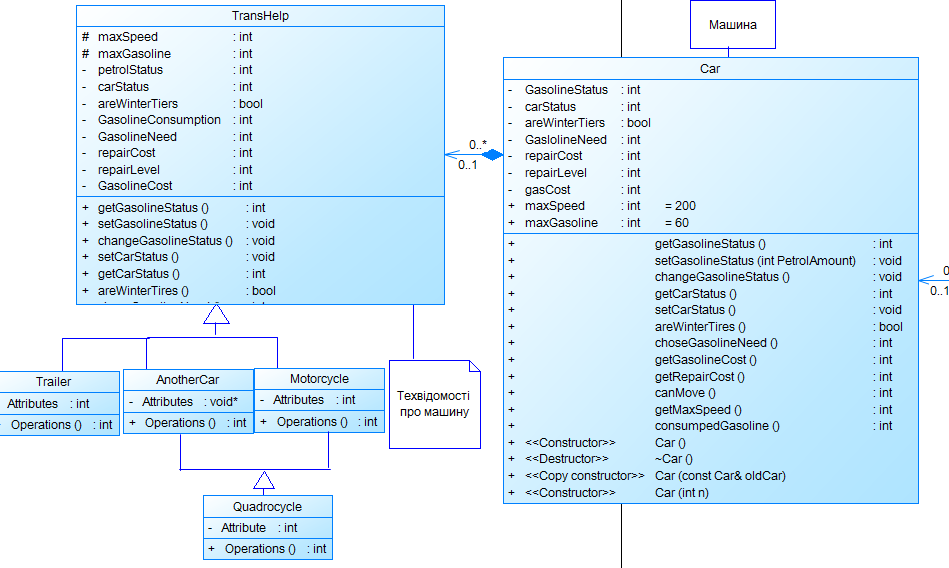 TransHelp
# maxSpeed : int
# maxGasoline : int
- petrolStatus : int
- carStatus : int
- areWinterTiers : bool
- GasolineConsumption : int
- GasolineNeed : int
- repairCost : int
- repairLevel : int
- GasolineCost : int
+ getGasolineStatus () : int
+ setGasolineStatus () : void
+ changeGasolineStatus () : void
+ setCarStatus () : void
+ getCarStatus () : int
+ areWinterTires () : bool
0..*
0..1
Машина
Car
- GasolineStatus : int
- carStatus : int
- areWinterTiers : bool
- GaslolineNeed : int
- repairCost : int
- repairLevel : int
- gasCost : int
+ maxSpeed : int = 200
+ maxGasoline : int = 60
+ getGasolineStatus () : int
+ setGasolineStatus (int PetrolAmount) : void
+ changeGasolineStatus () : void
+ getCarStatus () : int
+ setCarStatus () : void
+ areWinterTires () : bool
+ choseGasolineNeed () : int
+ getGasolineCost () : int
+ getRepairCost () : int
+ canMove () : int
+ getMaxSpeed () : int
+ consumpedGasoline () : int
+ <<Constructor>> Car ()
+ <<Destructor>> ~Car ()
+ <<Copy constructor>> Car (const Car& oldCar)
+ <<Constructor>> Car (int n)
0
0..1
Trailer
Attributes : int
Operations () : int
AnotherCar
- Attributes : void*
+ Operations () : int
Motorcycle
- Attributes : int
+ Operations () : int
Техвідомості
про машину
Quadrocycle
- Attribute : int
+ Operations () : int